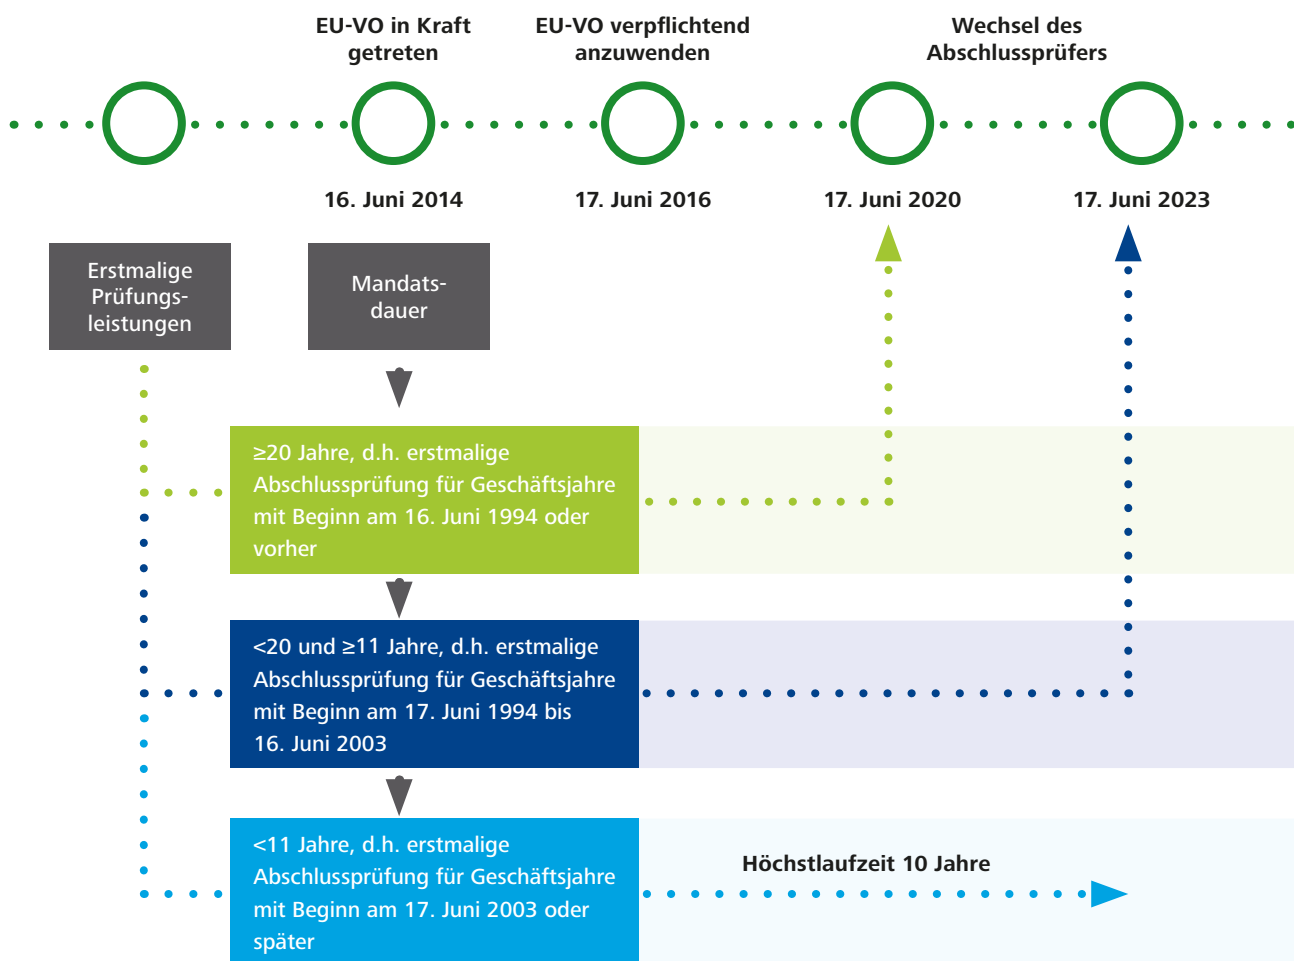 EU-VO in Kraft
getreten
EU-VO verpflichtend
anzuwenden
Wechsel des
Abschlussprüfers
16. Juni 2014
17. Juni 2016
17. Juni 2020
17. Juni 2023
Erstmalige
Prüfungs-
leistungen
Mandats-
dauer
≥20 Jahre, d.h. erstmalige
Abschlussprüfung für Geschäftsjahre
mit Beginn am 16. Juni 1994 oder
vorher
<20 und ≥11 Jahre, d.h. erstmalige
Abschlussprüfung für Geschäftsjahre
mit Beginn am 17. Juni 1994 bis
16. Juni 2003
<11 Jahre, d.h. erstmalige
Abschlussprüfung für Geschäftsjahre
mit Beginn am 17. Juni 2003 oder
später
Höchstlaufzeit 10 Jahre